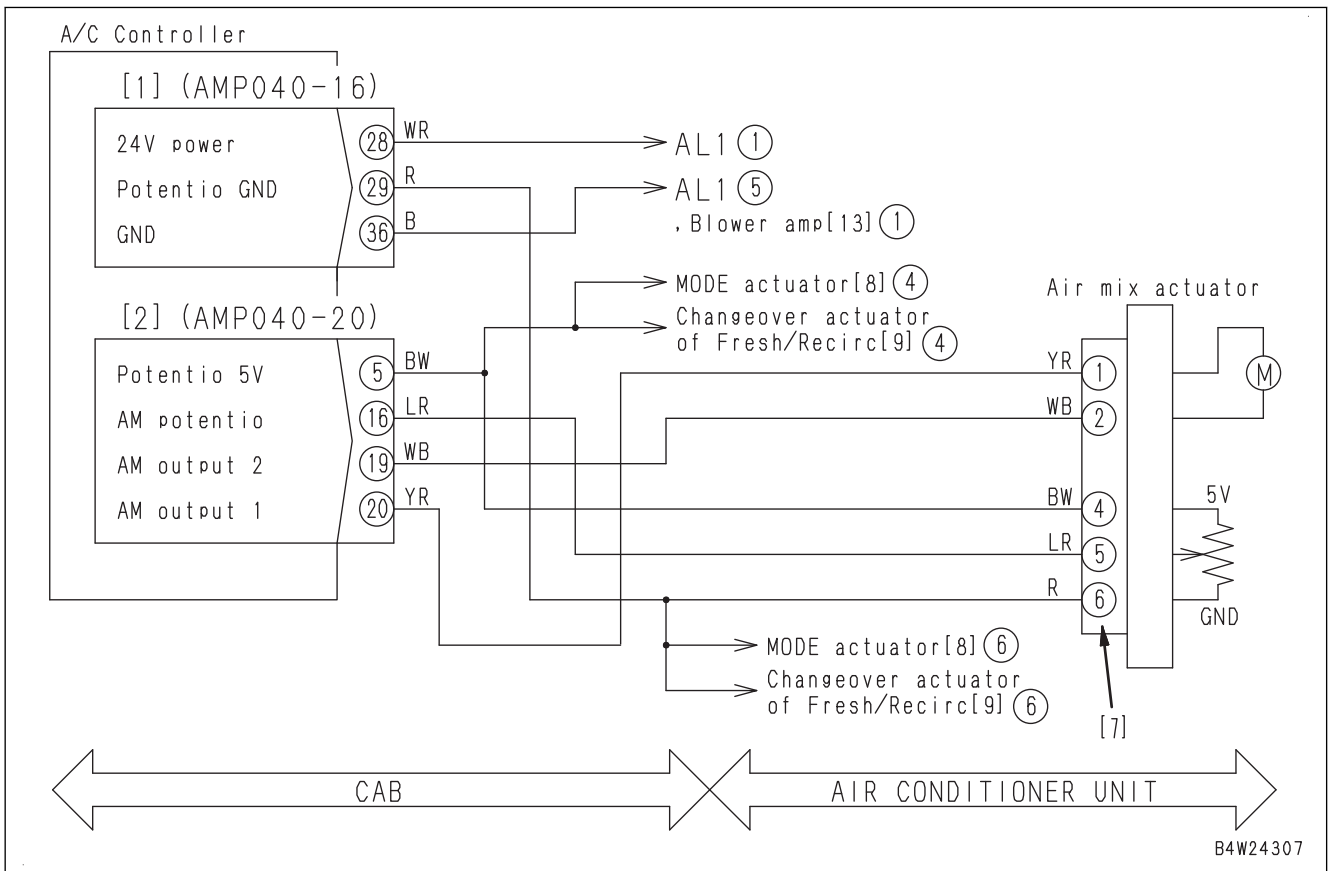 A/C Controller
[1] (AMP040-16)
24V power 28 WR
AL1 1
Potentio GND 29 R
AL1 5
, Blower amp[13] 1
GND 36 B
MODE actuator[8] 4
Changeover actuator
of Fresh/Recirc[9] 4
Air mix actuator
[2] (AMP040-20)
Potentio 5V 5 BW
AM potentio 16 LR
AM output 2 19 WB
AM output 1 20 YR
YR 1
M
WB 2
BW 4
5V
LR 5
R 6
GND
MODE actuator[8] 6
Changeover actuator
of Fresh/Recirc[9] 6
[7]
CAB
AIR CONDITIONER UNIT
B4W24307